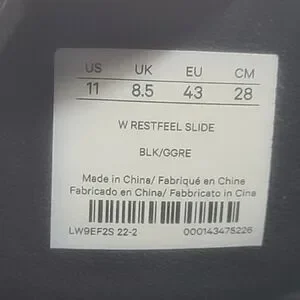 US UK EU CM
11 8.5 43 28
W RESTFEEL SLIDE
BLK/GGRE
Made in China/ Fabriqué en Chine
Fabricado en China/ Fabbricato in Cina
LW9EF2S 22-2 000143475226